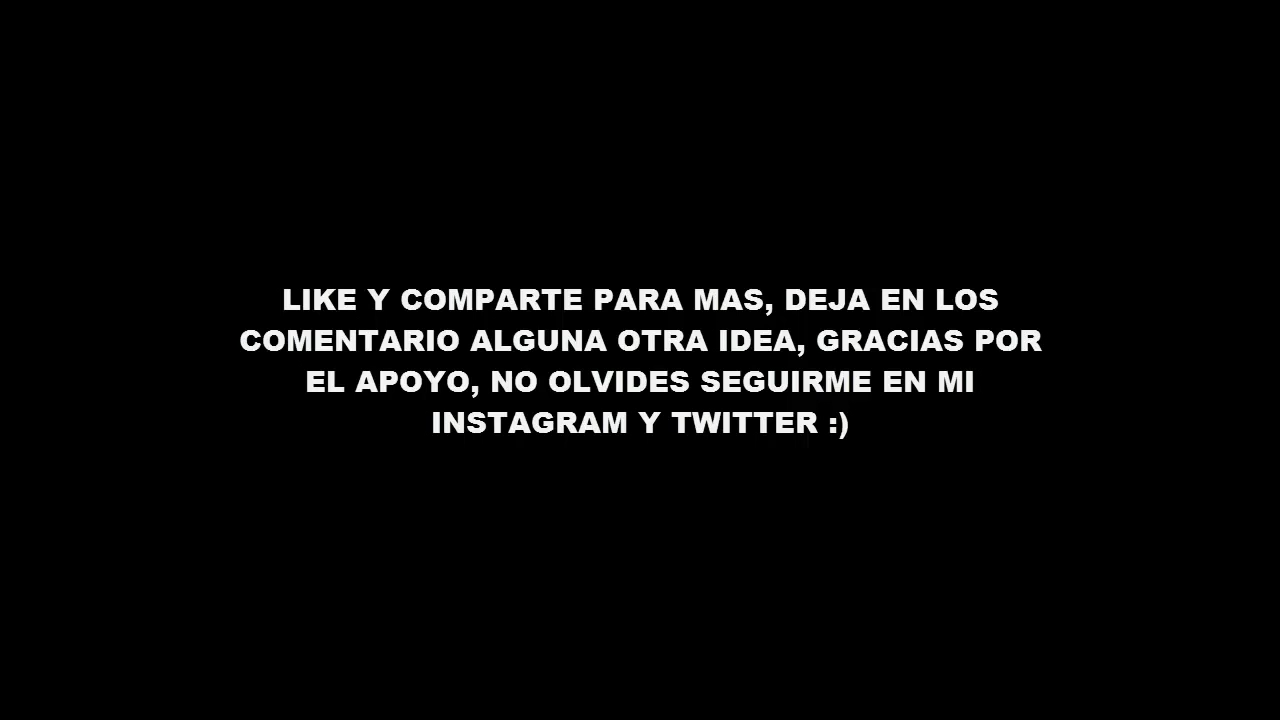 LIKE Y COMPARTE PARA MAS, DEJA EN LOS
COMENTARIO ALGUNA OTRA IDEA, GRACIAS POR
EL APOYO, NO OLVIDES SEGUIRME EN MI
INSTAGRAM Y TWITTER :)